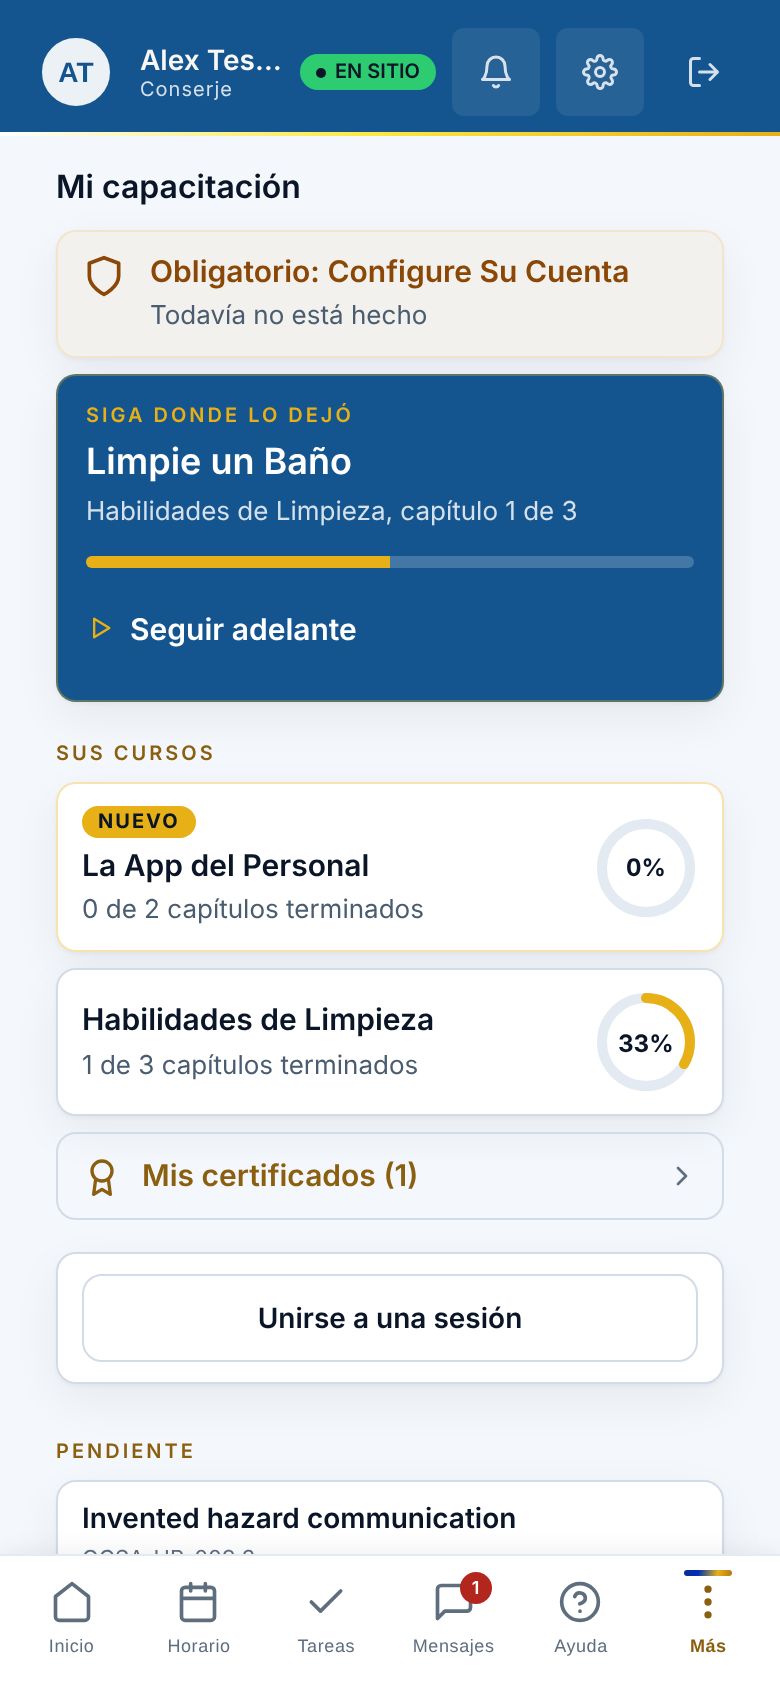 AT
Alex Tes...
Conserje
EN SITIO
Mi capacitación
Obligatorio: Configure Su Cuenta
Todavía no está hecho
SIGA DONDE LO DEJÓ
Limpie un Baño
Habilidades de Limpieza, capítulo 1 de 3
Seguir adelante
SUS CURSOS
NUEVO
La App del Personal
0 de 2 capítulos terminados
0%
Habilidades de Limpieza
1 de 3 capítulos terminados
33%
Mis certificados (1)
Unirse a una sesión
PENDIENTE
Invented hazard communication
1
Inicio
Horario
Tareas
Mensajes
Ayuda
Más